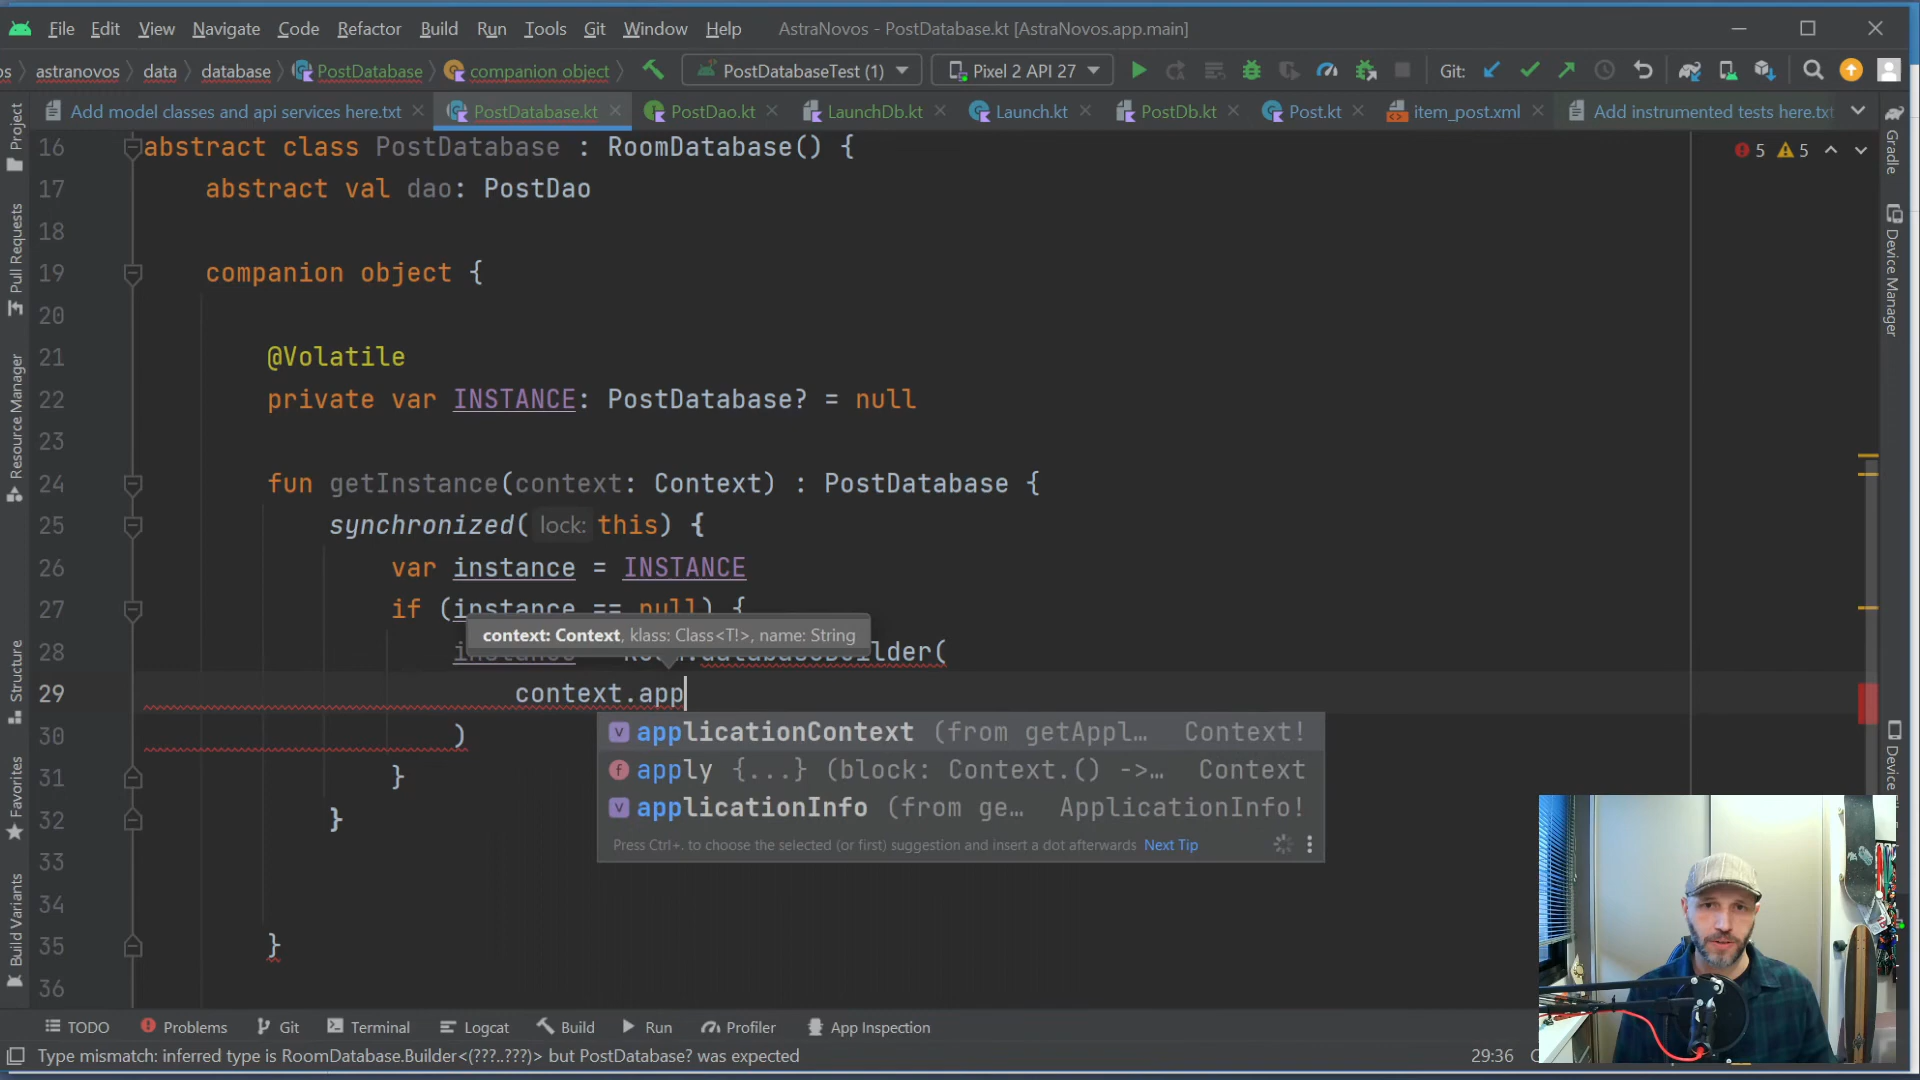 File Edit View Navigate Code Refactor Build Run Tools Git Window Help AstraNovos - PostDatabase.kt [AstraNovos.app.main]
os astranovos data database PostDatabase companion object PostDatabaseTest (1) Pixel 2 API 27 Git:
Add model classes and api services here.txt PostDatabase.kt PostDao.kt LaunchDb.kt Launch.kt PostDb.kt Post.kt item_post.xml Add instrumented tests here.txt
Project
Pull Requests
Resource Manager
Structure
Favorites
Build Variants
16 abstract class PostDatabase : RoomDatabase() {
5 5
17 abstract val dao: PostDao
18
19 companion object {
20
21 @Volatile
22 private var INSTANCE: PostDatabase? = null
23
24 fun getInstance(context: Context) : PostDatabase {
25 synchronized( lock: this) {
26 var instance = INSTANCE
27 if (instance == null) {
context: Context, klass: Class<T!>, name: String
28
29 context.app
30 )
31 }
32 }
33
34
35 }
36
applicationContext (from getAppl… Context!
apply {...} (block: Context.() ->… Context
applicationInfo (from ge… ApplicationInfo!
Press Ctrl+. to choose the selected (or first) suggestion and insert a dot afterwards Next Tip
Gradle
Device Manager
Device
TODO Problems Git Terminal Logcat Build Run Profiler App Inspection
Type mismatch: inferred type is RoomDatabase.Builder<(???..???)> but PostDatabase? was expected 29:36